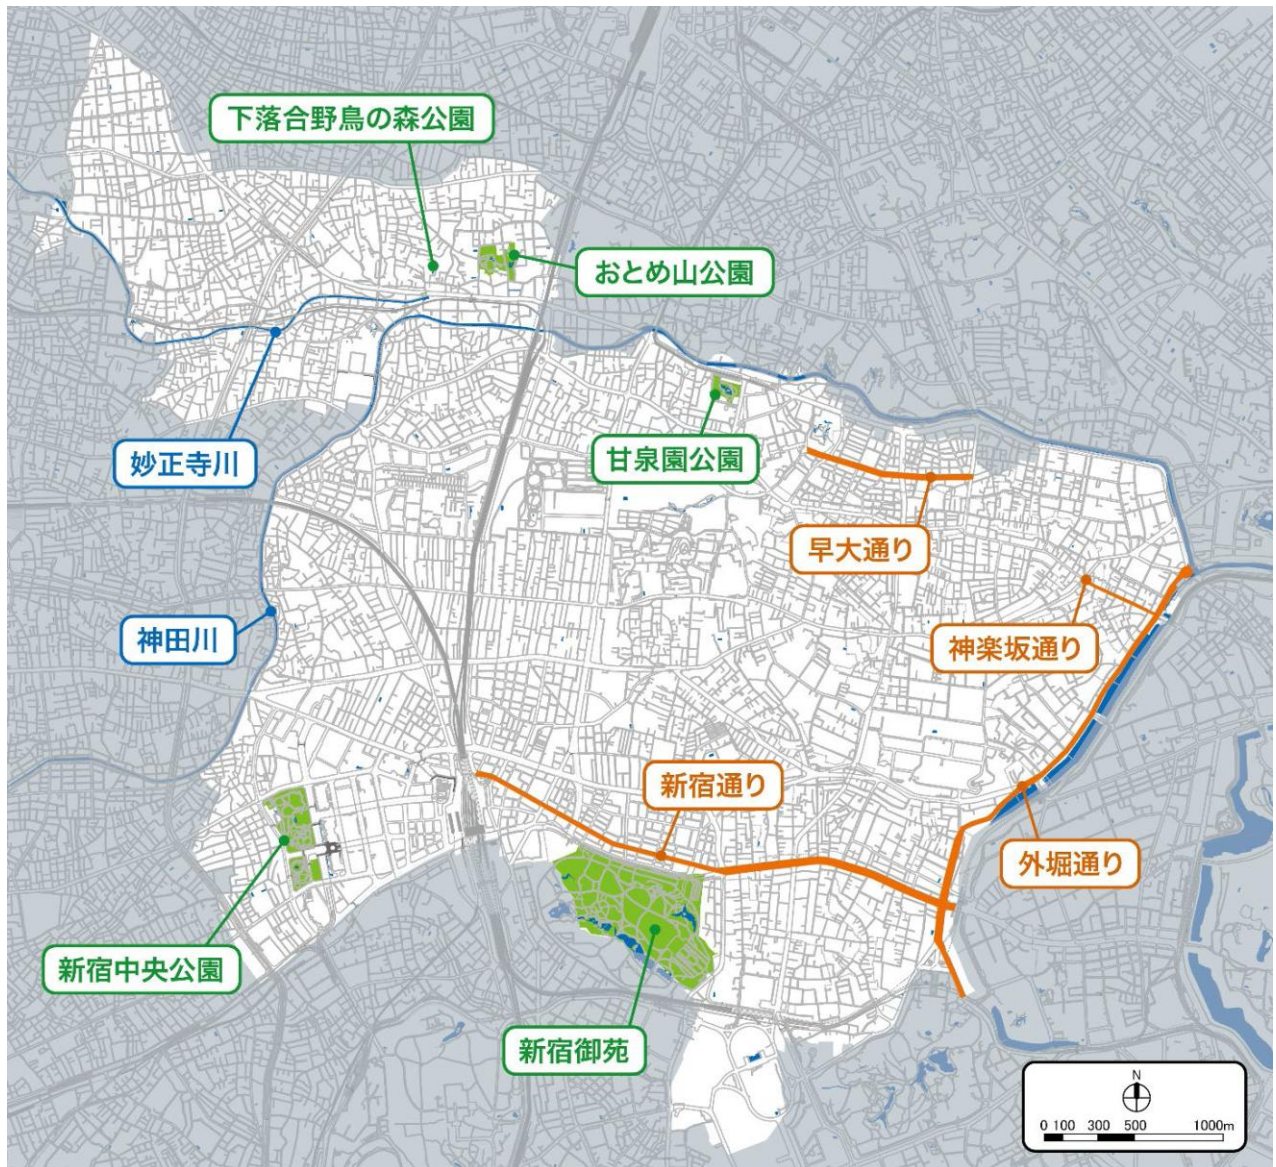 下落合野鳥の森公園
おとめ山公園
妙正寺川
甘泉園公園
早大通り
神田川
神楽坂通り
新宿通り
外堀通り
新宿中央公園
新宿御苑
N
0 100 300 500 1000m